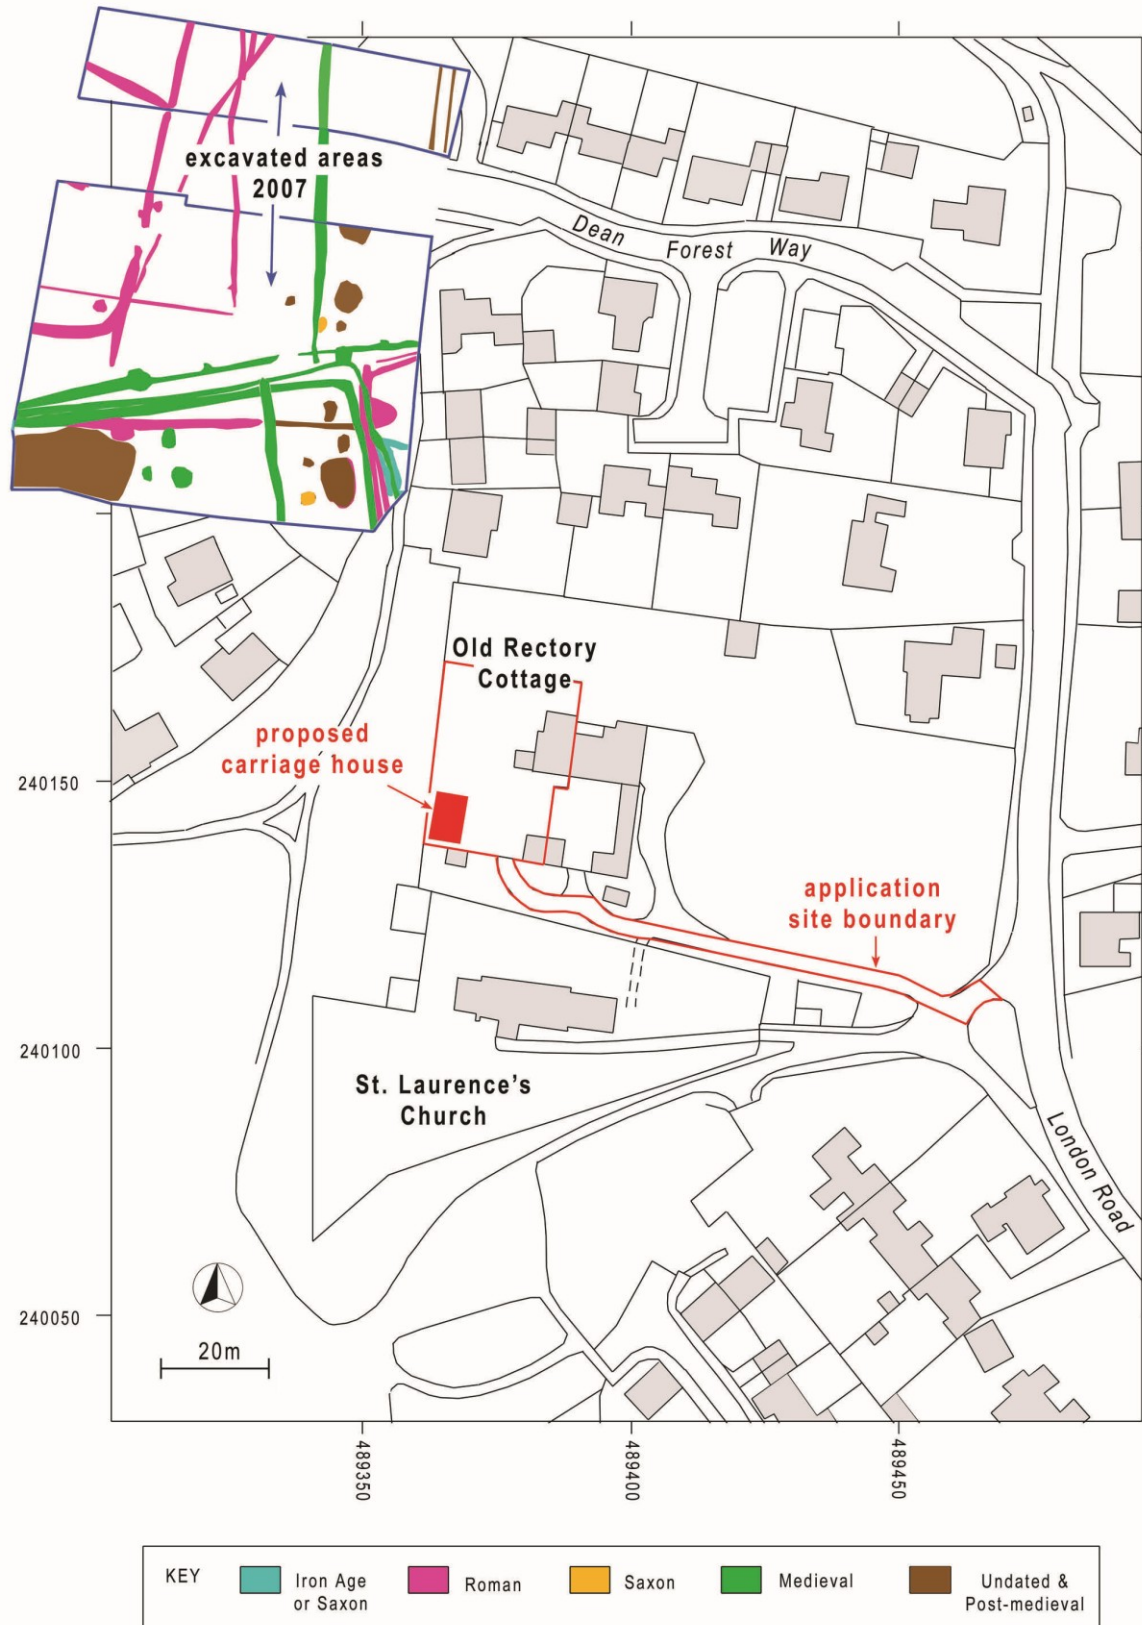 excavated areas
2007
Dean Forest Way
Old Rectory
Cottage
proposed
carriage house
240150
application
site boundary
240100
St. Laurence's
Church
London Road
240050
20m
489350
489400
489450
KEY
Iron Age
or Saxon
Roman
Saxon
Medieval
Undated &
Post-medieval